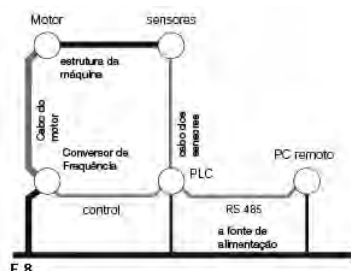 Motor
sensores
estrutura da
máquina
Cabo do
motor
cabo dos
sensores
Conversor de
Frequência
PLC
PC remoto
control
RS 485
a fonte de
alimentação
F 8